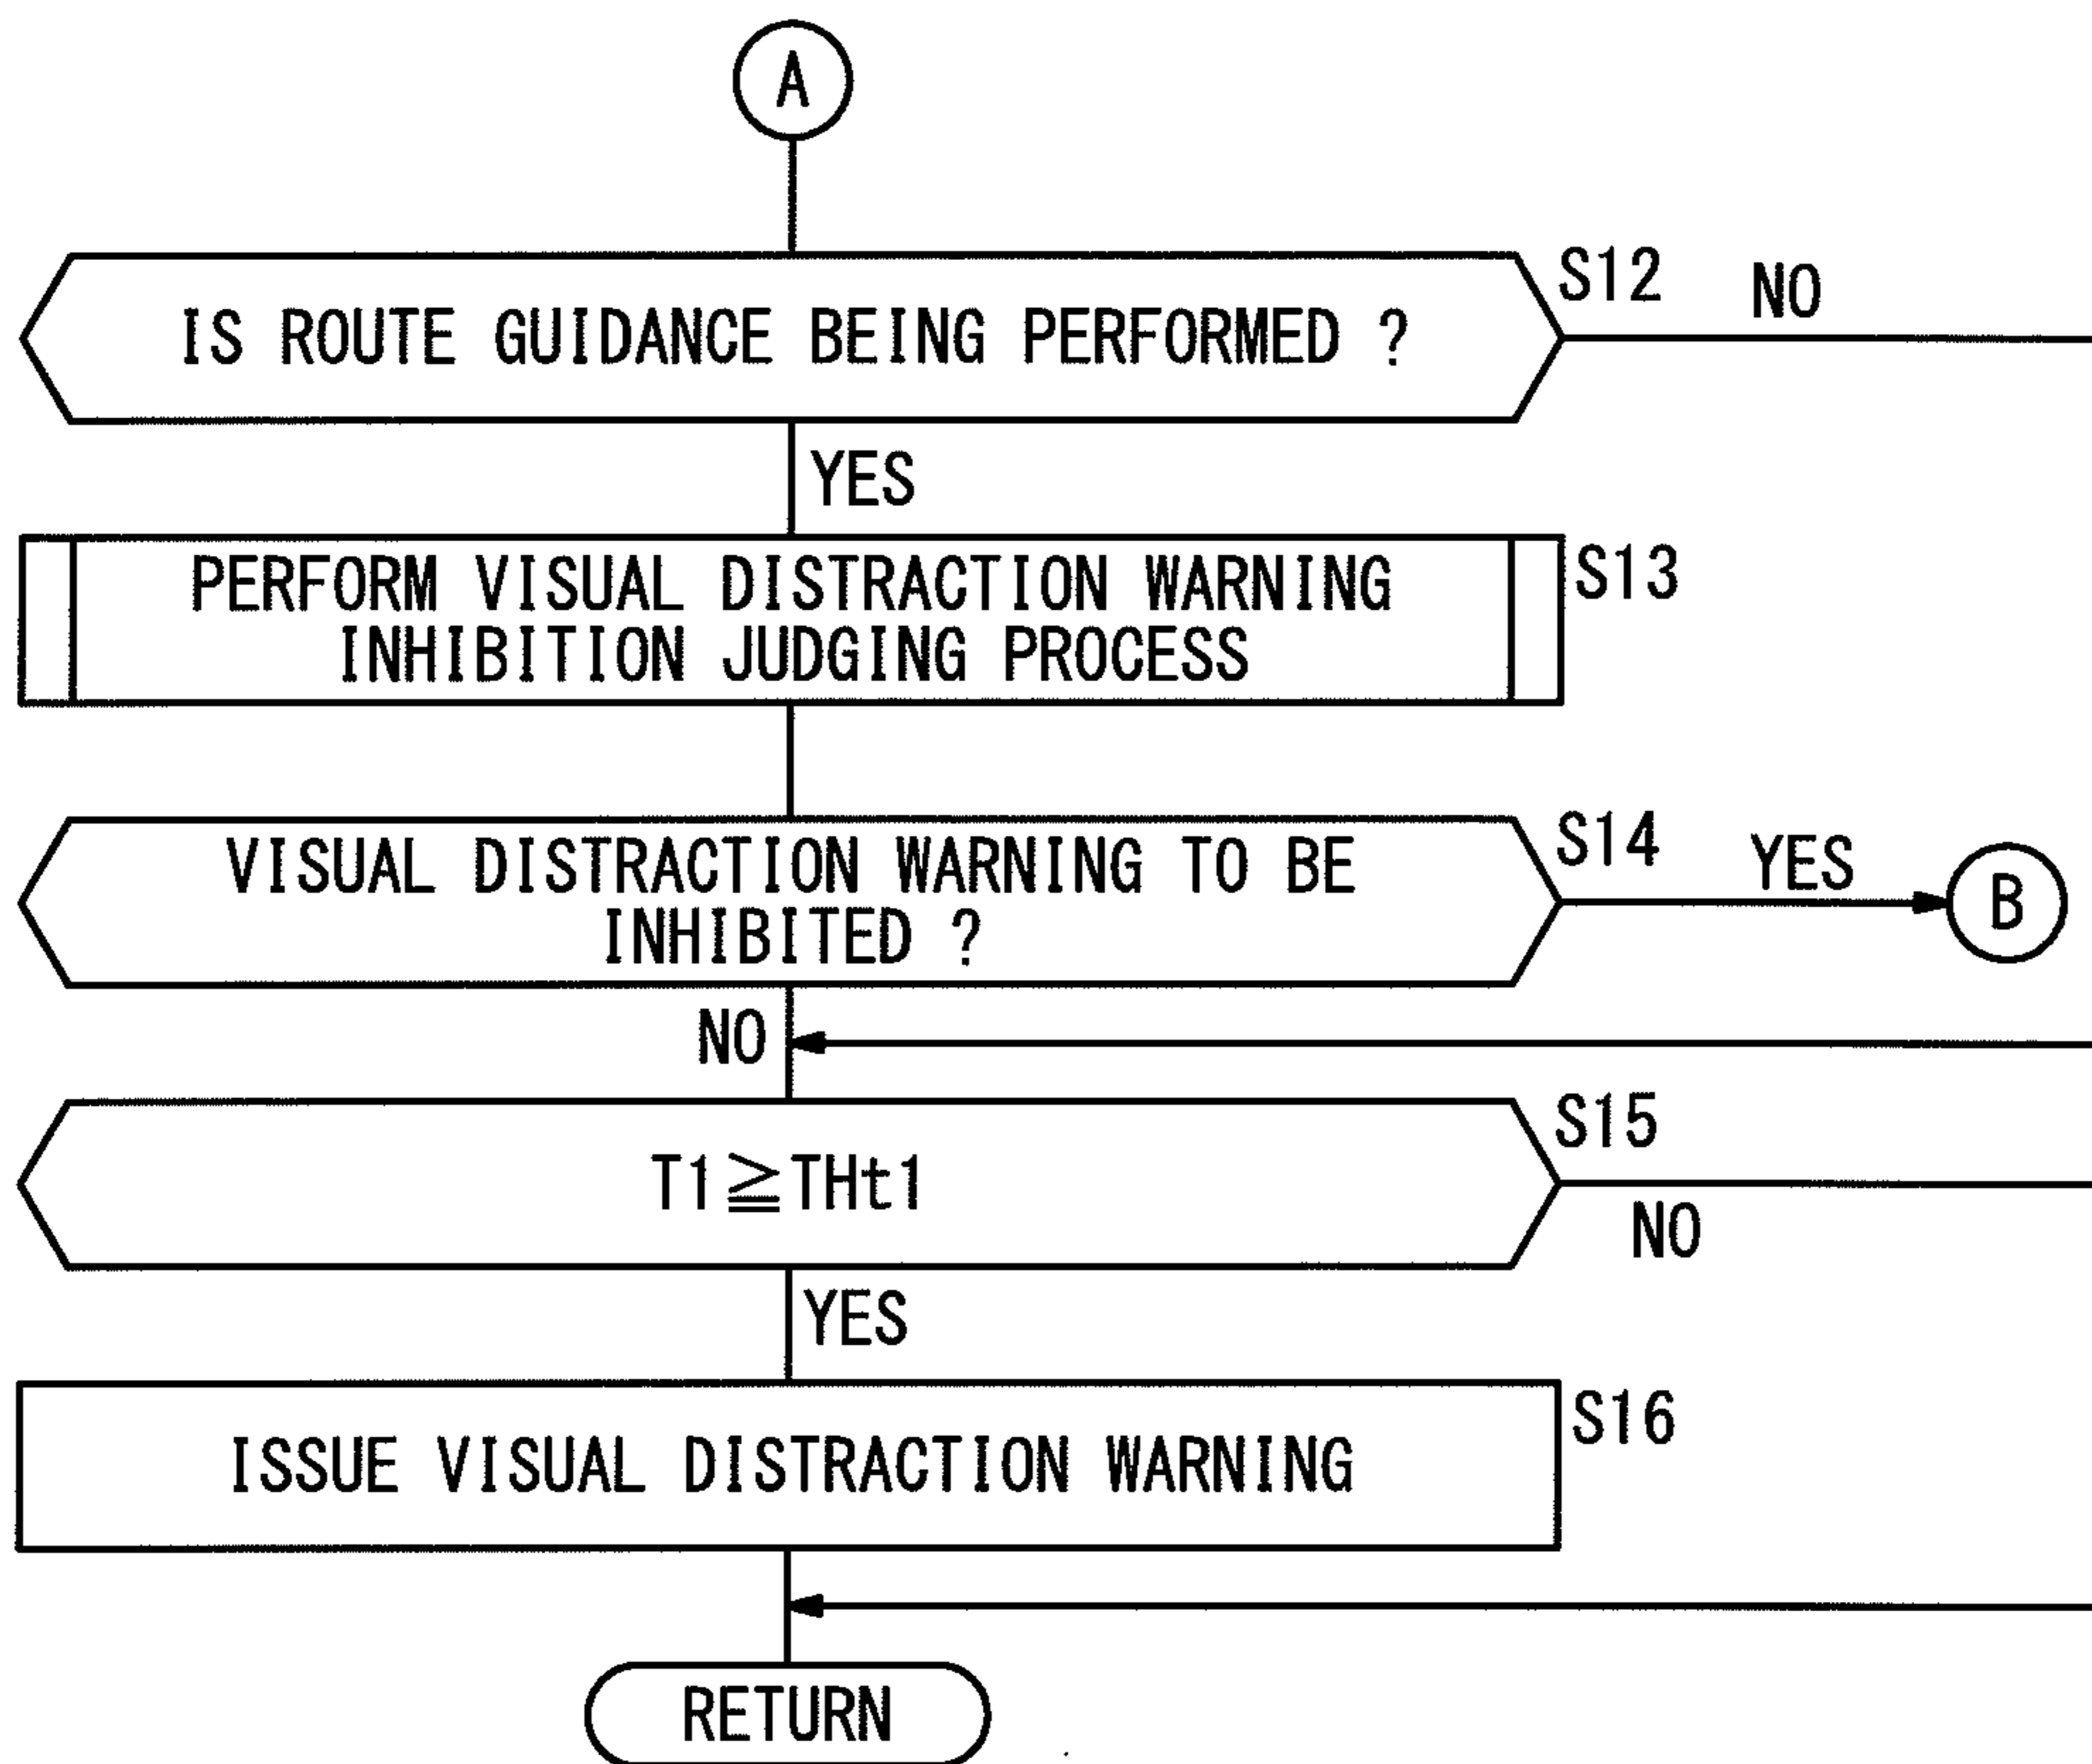 A
IS ROUTE GUIDANCE BEING PERFORMED ?
S12
NO
YES
PERFORM VISUAL DISTRACTION WARNING
INHIBITION JUDGING PROCESS
S13
VISUAL DISTRACTION WARNING TO BE
INHIBITED ?
S14
YES
B
NO
T1≧THt1
S15
NO
YES
ISSUE VISUAL DISTRACTION WARNING
S16
RETURN